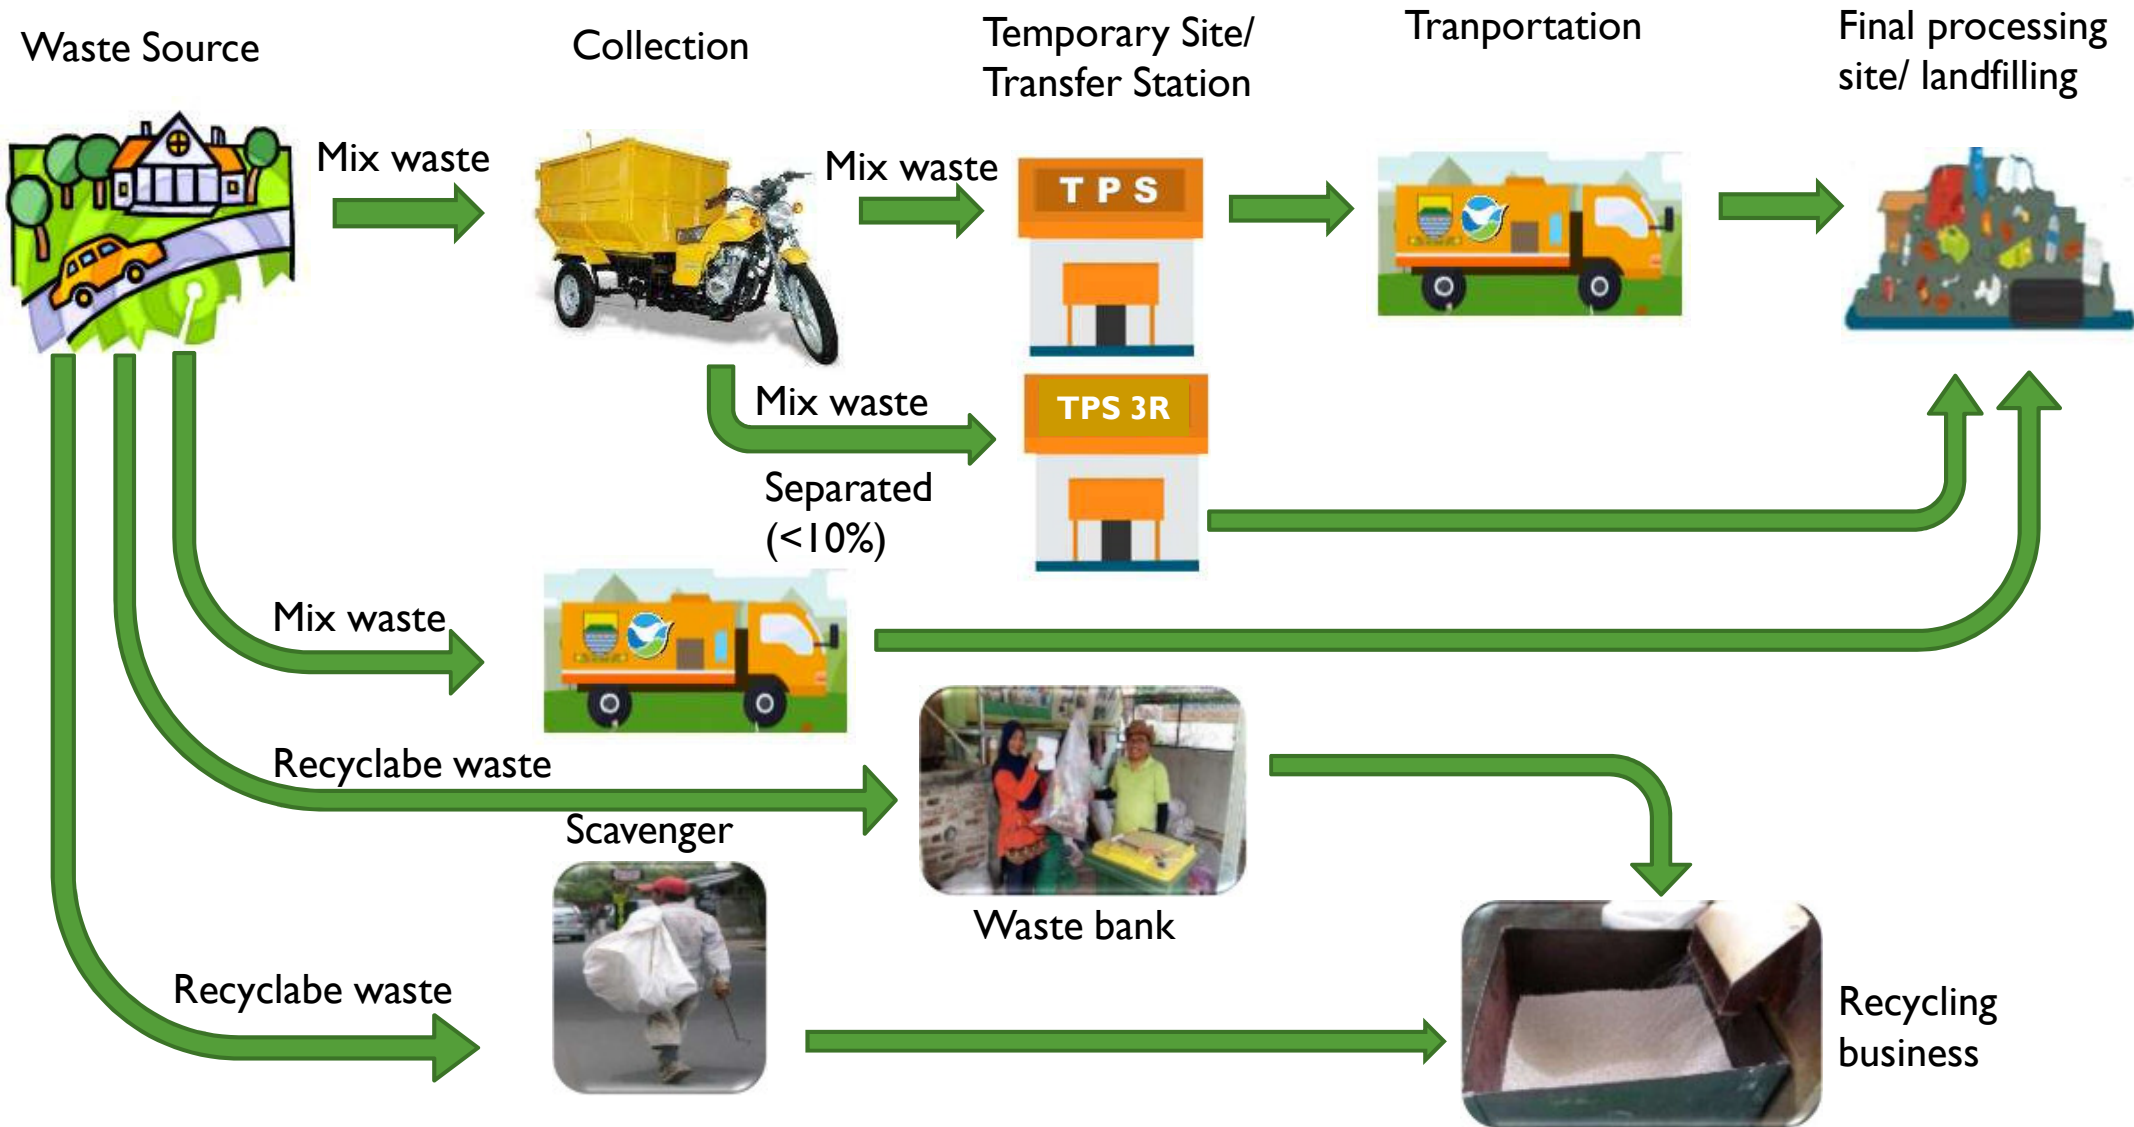 Waste Source
Collection
Temporary Site/
Transfer Station
Tranportation
Final processing
site/ landfilling
Mix waste
Mix waste
T P S
Mix waste
TPS 3R
Separated
(<10%)
Mix waste
Recyclabe waste
Scavenger
Waste bank
Recyclabe waste
Recycling
business